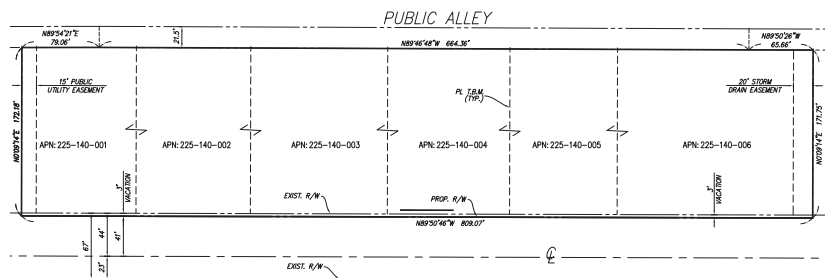 PUBLIC ALLEY
N89°54'21"E
79.06'
21.5'
N89°46'48"W 664.36'
N89°50'26"W
65.66'
15' PUBLIC
UTILITY EASEMENT
PL T.B.M.
(TYP.)
20' STORM
DRAIN EASEMENT
N0°09'14"E 172.18'
N0°09'14"E 171.75'
APN: 225-140-001
APN: 225-140-002
APN: 225-140-003
APN: 225-140-004
APN: 225-140-005
APN: 225-140-006
3'
VACATION
3'
VACATION
EXIST. R/W
PROP. R/W
N89°50'46"W 809.07'
67'
44'
41'
23'
EXIST. R/W